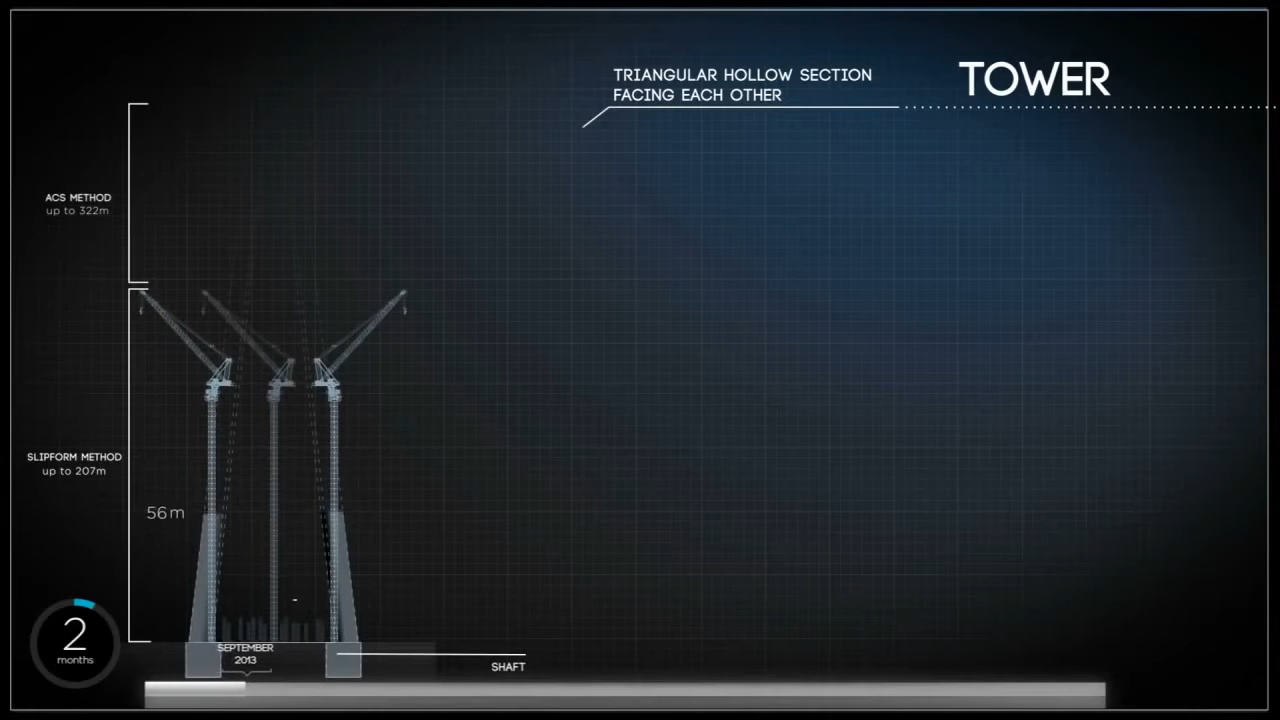 TRIANGULAR HOLLOW SECTION
FACING EACH OTHER
TOWER
ACS METHOD
up to 322m
SLIPFORM METHOD
up to 207m
56m
2
months
SEPTEMBER
2013
SHAFT